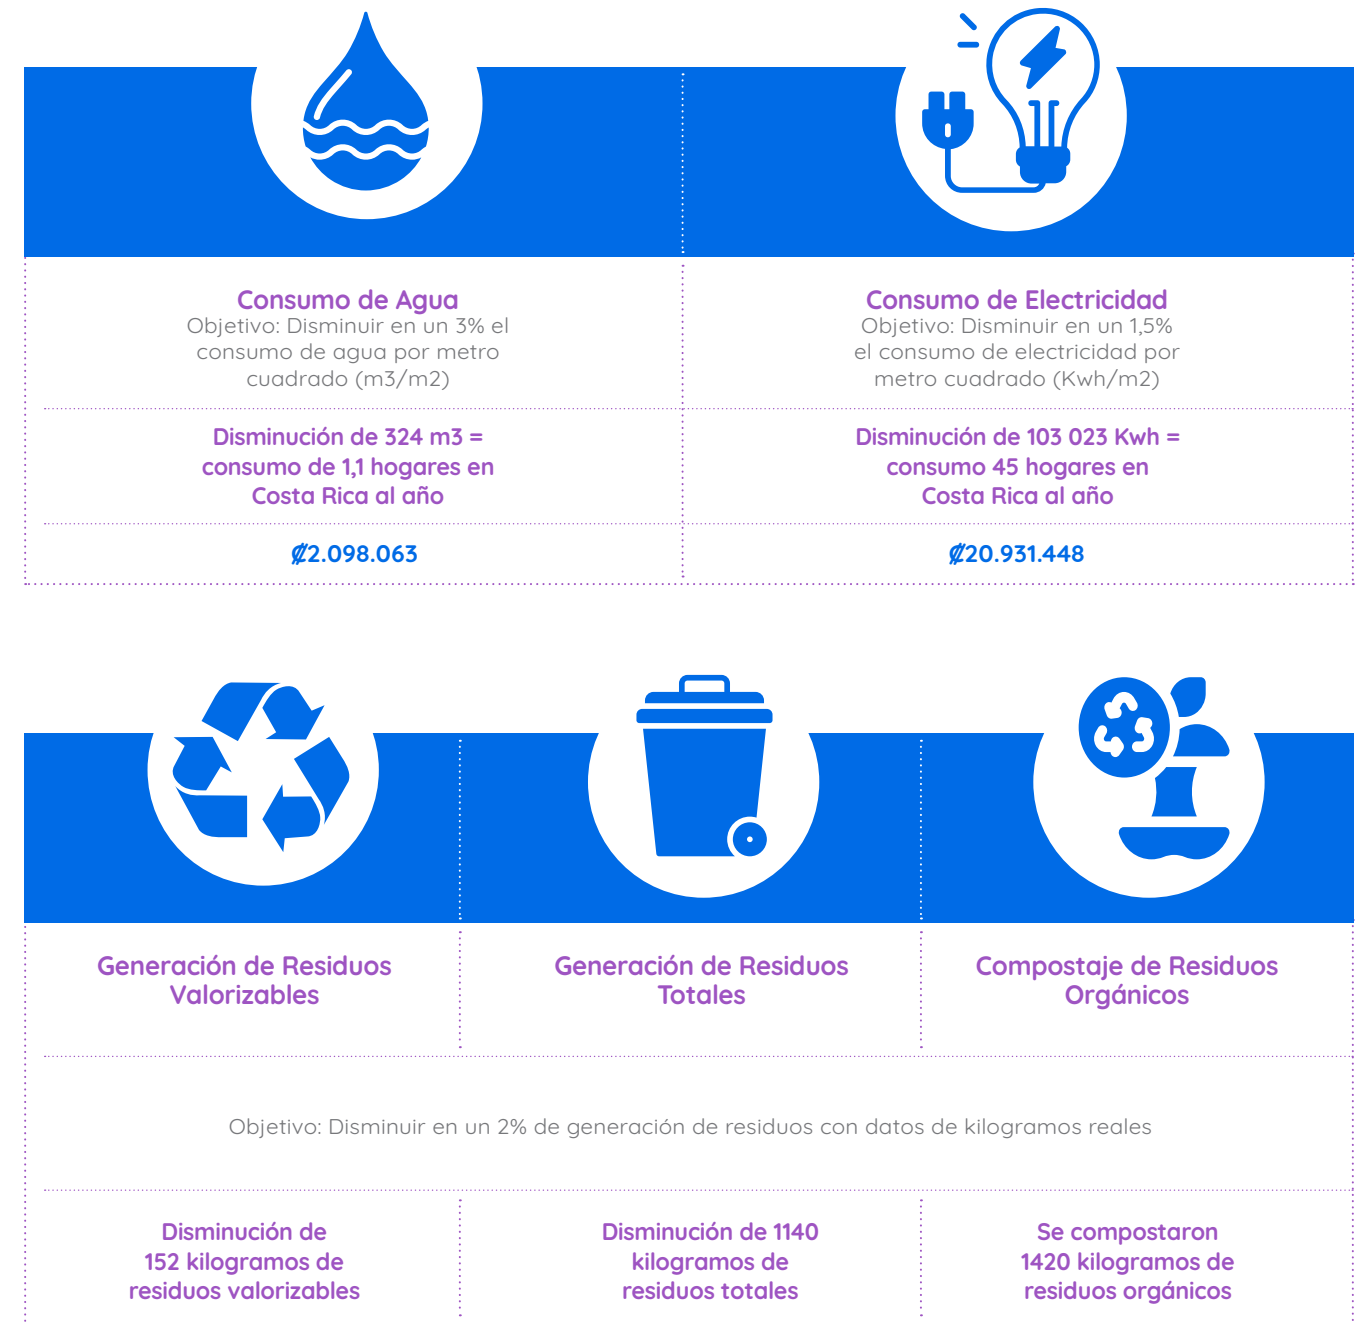 Consumo de Agua
Objetivo: Disminuir en un 3% el
consumo de agua por metro
cuadrado (m3/m2)
Consumo de Electricidad
Objetivo: Disminuir en un 1,5%
el consumo de electricidad por
metro cuadrado (Kwh/m2)
Disminución de 324 m3 =
consumo de 1,1 hogares en
Costa Rica al año
Disminución de 103 023 Kwh =
consumo 45 hogares en
Costa Rica al año
₡2.098.063
₡20.931.448
Generación de Residuos
Valorizables
Generación de Residuos
Totales
Compostaje de Residuos
Orgánicos
Objetivo: Disminuir en un 2% de generación de residuos con datos de kilogramos reales
Disminución de
152 kilogramos de
residuos valorizables
Disminución de 1140
kilogramos de
residuos totales
Se compostaron
1420 kilogramos de
residuos orgánicos